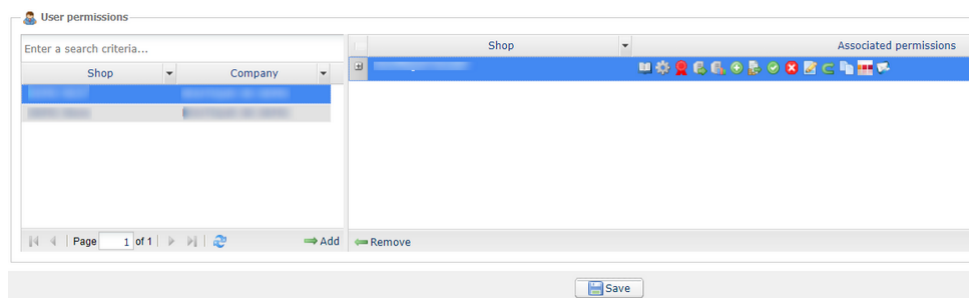 User permissions
Enter a search criteria...
Shop Company
Page 1 of 1 Add
Shop Associated permissions
Remove
Save